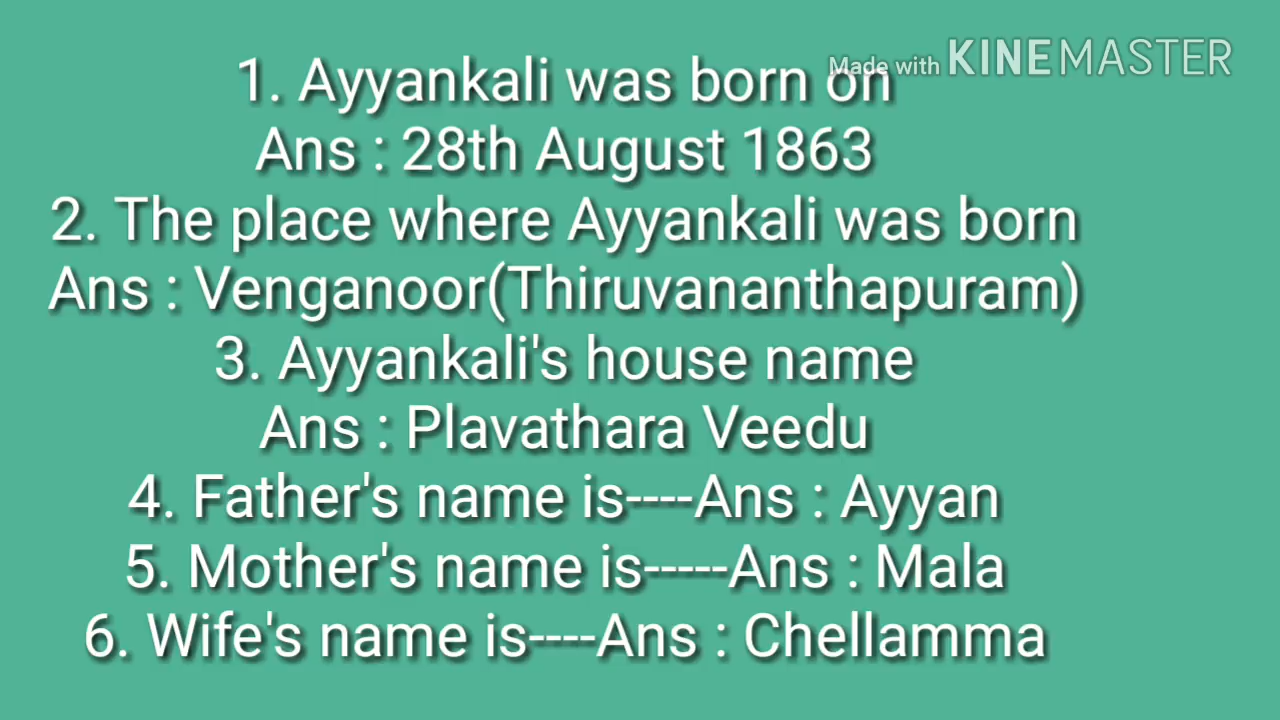 Made with KINEMASTER
1. Ayyankali was born on
Ans : 28th August 1863
2. The place where Ayyankali was born
Ans : Venganoor(Thiruvananthapuram)
3. Ayyankali's house name
Ans : Plavathara Veedu
4. Father's name is----Ans : Ayyan
5. Mother's name is-----Ans : Mala
6. Wife's name is----Ans : Chellamma